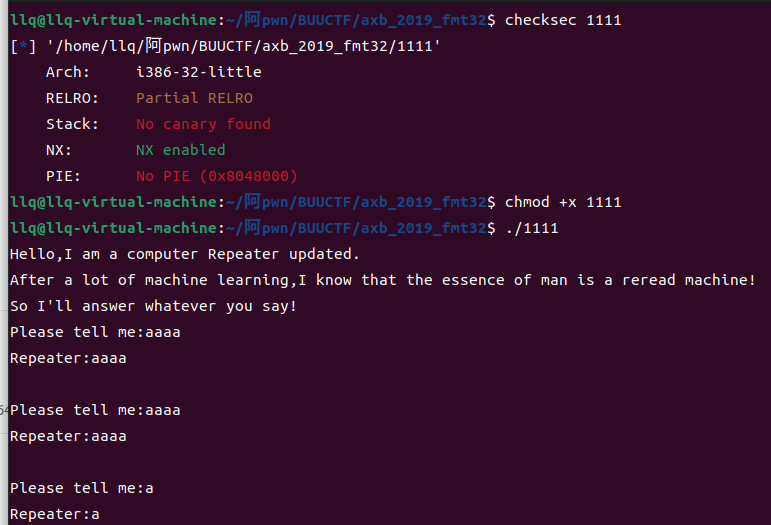 llq@llq-virtual-machine:~/阿pwn/BUUCTF/axb_2019_fmt32$ checksec 1111
[*] '/home/llq/阿pwn/BUUCTF/axb_2019_fmt32/1111'
    Arch:     i386-32-little
    RELRO:    Partial RELRO
    Stack:    No canary found
    NX:       NX enabled
    PIE:      No PIE (0x8048000)
llq@llq-virtual-machine:~/阿pwn/BUUCTF/axb_2019_fmt32$ chmod +x 1111
llq@llq-virtual-machine:~/阿pwn/BUUCTF/axb_2019_fmt32$ ./1111
Hello,I am a computer Repeater updated.
After a lot of machine learning,I know that the essence of man is a reread machine!
So I'll answer whatever you say!
Please tell me:aaaa
Repeater:aaaa
Please tell me:aaaa
Repeater:aaaa
Please tell me:a
Repeater:a